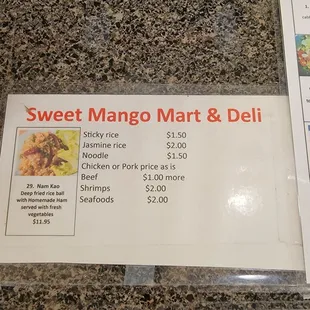 Sweet Mango Mart & Deli
Sticky rice $1.50
Jasmine rice $2.00
Noodle $1.50
Chicken or Pork price as is
Beef $1.00 more
Shrimps $2.00
Seafoods $2.00
29. Nam Kao
Deep fried rice ball
with Homemade Ham
served with fresh
vegetables
$11.95